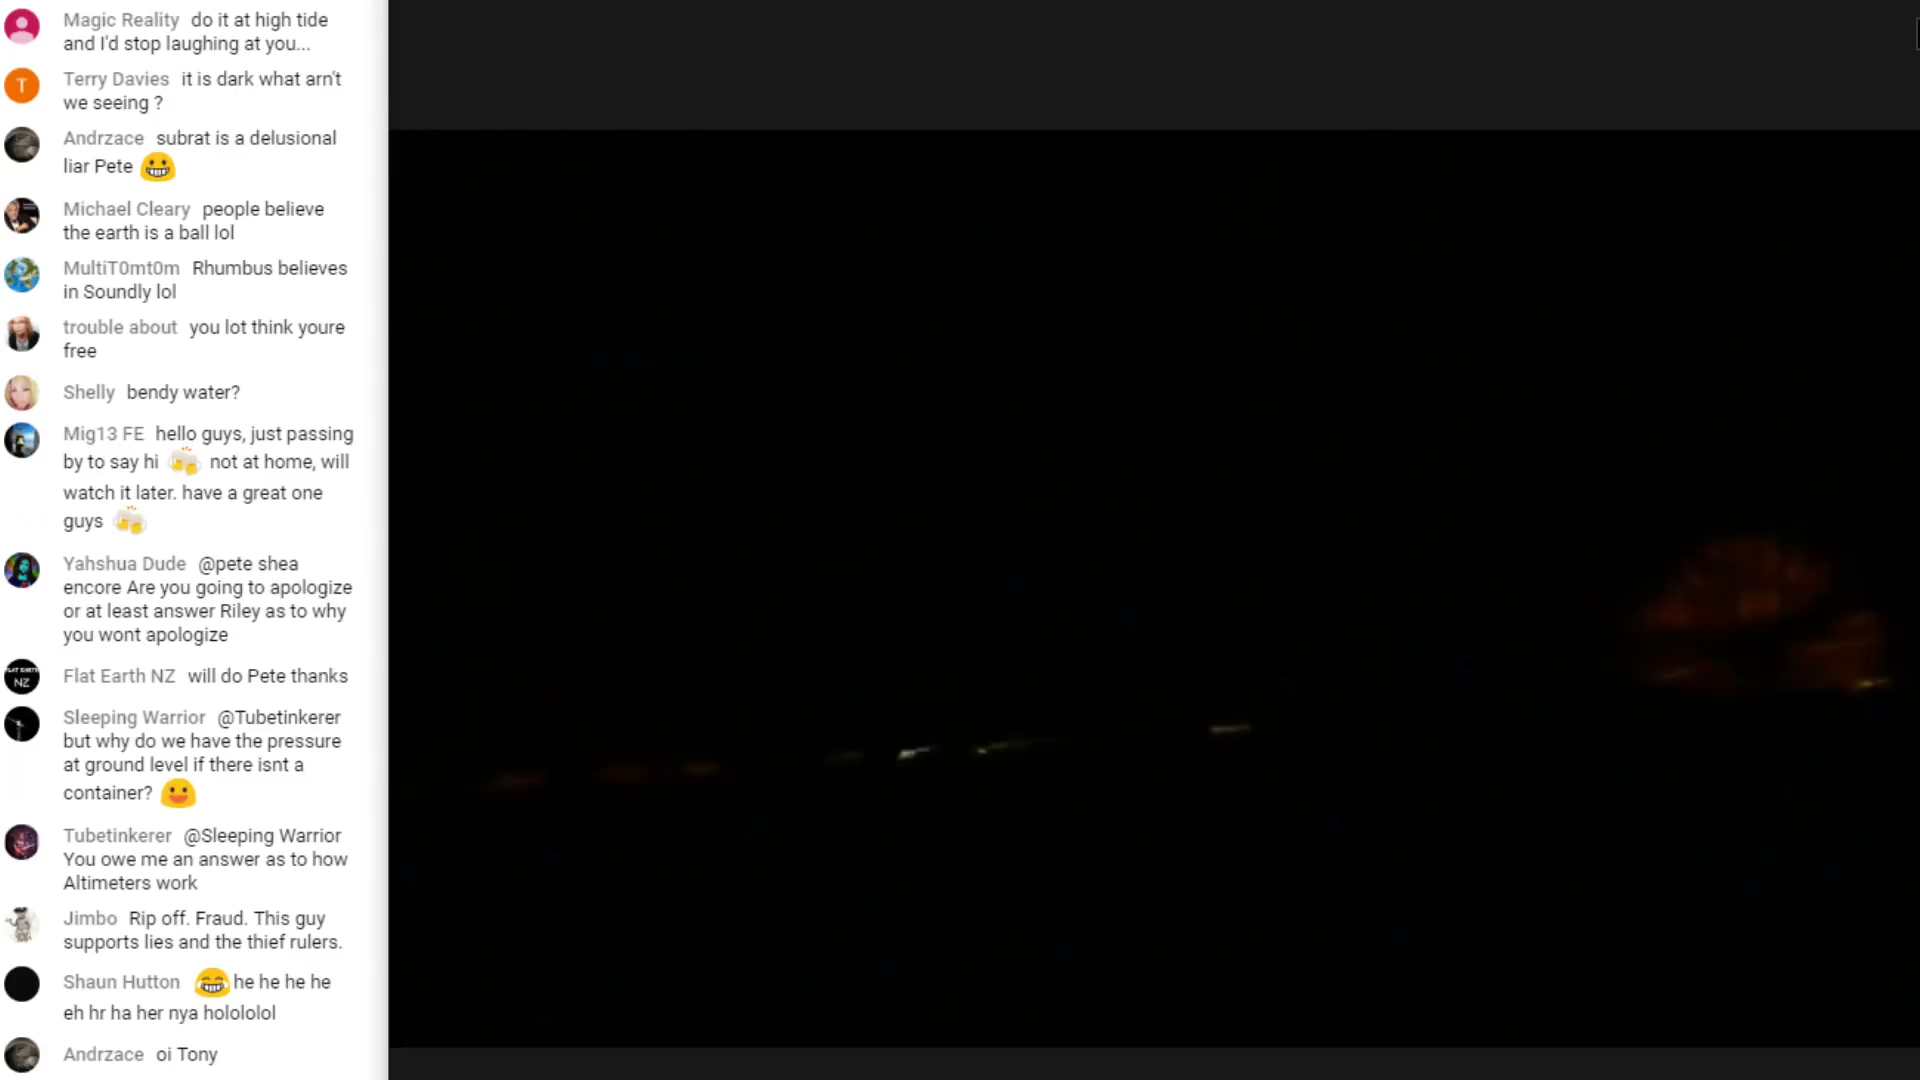 Magic Reality do it at high tide
and I'd stop laughing at you...
T
Terry Davies it is dark what arn't
we seeing ?
Andrzace subrat is a delusional
liar Pete
Michael Cleary people believe
the earth is a ball lol
MultiT0mt0m Rhumbus believes
in Soundly lol
trouble about you lot think youre
free
Shelly bendy water?
Mig13 FE hello guys, just passing
by to say hi not at home, will
watch it later. have a great one
guys
Yahshua Dude @pete shea
encore Are you going to apologize
or at least answer Riley as to why
you wont apologize
FLAT EARTH
NZ
Flat Earth NZ will do Pete thanks
Sleeping Warrior @Tubetinkerer
but why do we have the pressure
at ground level if there isnt a
container?
Tubetinkerer @Sleeping Warrior
You owe me an answer as to how
Altimeters work
Jimbo Rip off. Fraud. This guy
supports lies and the thief rulers.
Shaun Hutton he he he he
eh hr ha her nya holololol
Andrzace oi Tony